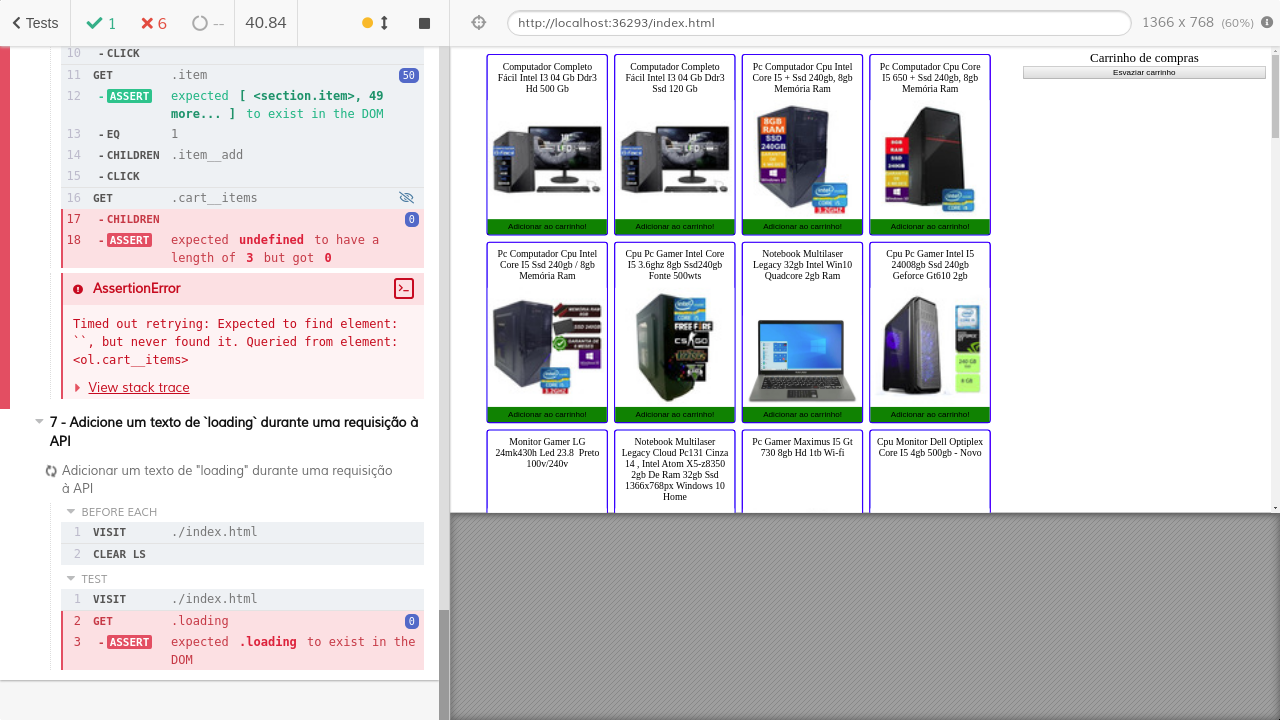 Tests
1
6
--
40.84
http://localhost:36293/index.html
1366 x 768 (60%)
10 -CLICK
11 GET .item 50
12 -ASSERT expected [ <section.item>, 49
more... ] to exist in the DOM
13 -EQ 1
14 -CHILDREN .item__add
15 -CLICK
16 GET .cart__items
17 -CHILDREN 0
18 -ASSERT expected undefined to have a
length of 3 but got 0
AssertionError
Timed out retrying: Expected to find element:
``, but never found it. Queried from element:
<ol.cart__items>
View stack trace
7 - Adicione um texto de `loading` durante uma requisição à
API
Adicionar um texto de "loading" durante uma requisição
à API
BEFORE EACH
1 VISIT ./index.html
2 CLEAR LS
TEST
1 VISIT ./index.html
2 GET .loading 0
3 -ASSERT expected .loading to exist in the
DOM
Computador Completo
Fácil Intel I3 04 Gb Ddr3
Hd 500 Gb
Adicionar ao carrinho!
Computador Completo
Fácil Intel I3 04 Gb Ddr3
Ssd 120 Gb
Adicionar ao carrinho!
Pc Computador Cpu Intel
Core I5 + Ssd 240gb, 8gb
Memória Ram
8GB
RAM
SSD
240GB
3.2GHZ
Adicionar ao carrinho!
Pc Computador Cpu Core
I5 650 + Ssd 240gb, 8gb
Memória Ram
Adicionar ao carrinho!
Carrinho de compras
Esvaziar carrinho
Pc Computador Cpu Intel
Core I5 Ssd 240gb / 8gb
Memória Ram
3.2GHZ
Adicionar ao carrinho!
Cpu Pc Gamer Intel Core
I5 3.6ghz 8gb Ssd240gb
Fonte 500wts
FREE FIRE
CS:GO
Adicionar ao carrinho!
Notebook Multilaser
Legacy 32gb Intel Win10
Quadcore 2gb Ram
Adicionar ao carrinho!
Cpu Pc Gamer Intel I5
24008gb Ssd 240gb
Geforce Gt610 2gb
Adicionar ao carrinho!
Monitor Gamer LG
24mk430h Led 23.8  Preto
100v/240v
Notebook Multilaser
Legacy Cloud Pc131 Cinza
14 , Intel Atom X5-z8350
2gb De Ram 32gb Ssd
1366x768px Windows 10
Home
Pc Gamer Maximus I5 Gt
730 8gb Hd 1tb Wi-fi
Cpu Monitor Dell Optiplex
Core I5 4gb 500gb - Novo